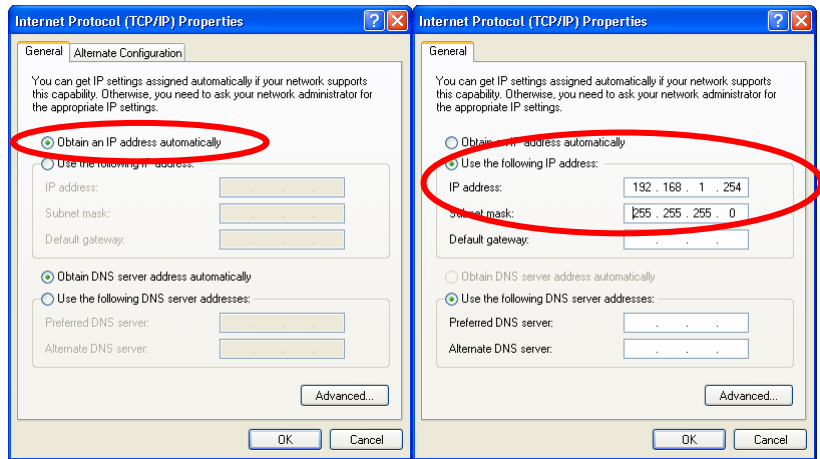 Internet Protocol (TCP/IP) Properties
General
Alternate Configuration
You can get IP settings assigned automatically if your network supports
this capability. Otherwise, you need to ask your network administrator for
the appropriate IP settings.
Obtain an IP address automatically
Use the following IP address:
IP address:
Subnet mask:
Default gateway:
Obtain DNS server address automatically
Use the following DNS server addresses:
Preferred DNS server:
Alternate DNS server:
Advanced...
OK
Cancel
Internet Protocol (TCP/IP) Properties
General
You can get IP settings assigned automatically if your network supports
this capability. Otherwise, you need to ask your network administrator for
the appropriate IP settings.
Obtain an IP address automatically
Use the following IP address:
IP address: 192 . 168 . 1 . 254
Subnet mask: 255 . 255 . 255 . 0
Default gateway:
Obtain DNS server address automatically
Use the following DNS server addresses:
Preferred DNS server:
Alternate DNS server:
Advanced...
OK
Cancel